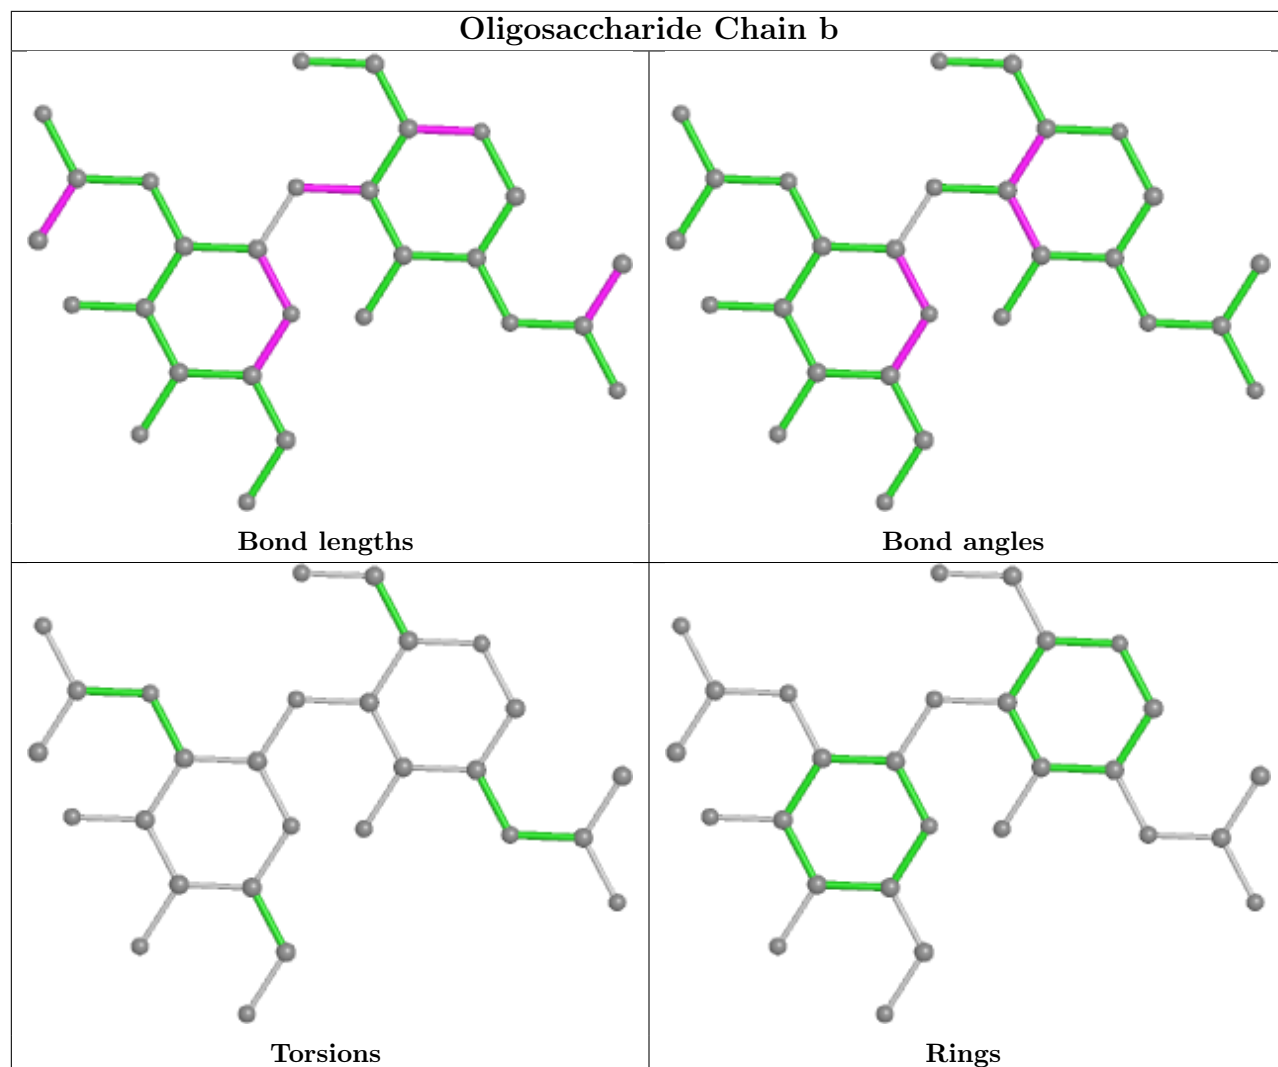 Oligosaccharide Chain b
Bond lengths
Bond angles
Torsions
Rings